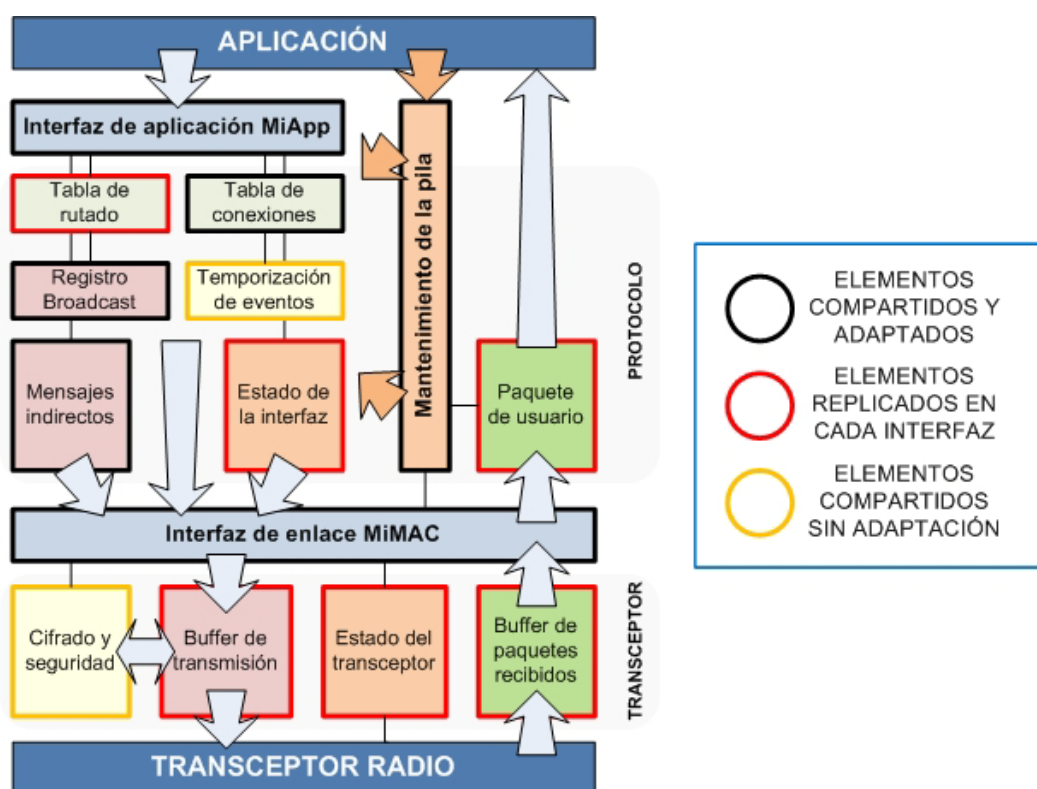 APLICACIÓN
Interfaz de aplicación MiApp
Tabla de
rutado
Tabla de
conexiones
Registro
Broadcast
Temporización
de eventos
Mensajes
indirectos
Estado de
la interfaz
Mantenimiento de la pila
Paquete
de usuario
PROTOCOLO
Interfaz de enlace MiMAC
Cifrado y
seguridad
Buffer de
transmisión
Estado del
transceptor
Buffer de
paquetes
recibidos
TRANSCEPTOR
TRANSCEPTOR RADIO
ELEMENTOS
COMPARTIDOS Y
ADAPTADOS
ELEMENTOS
REPLICADOS EN
CADA INTERFAZ
ELEMENTOS
COMPARTIDOS
SIN ADAPTACIÓN